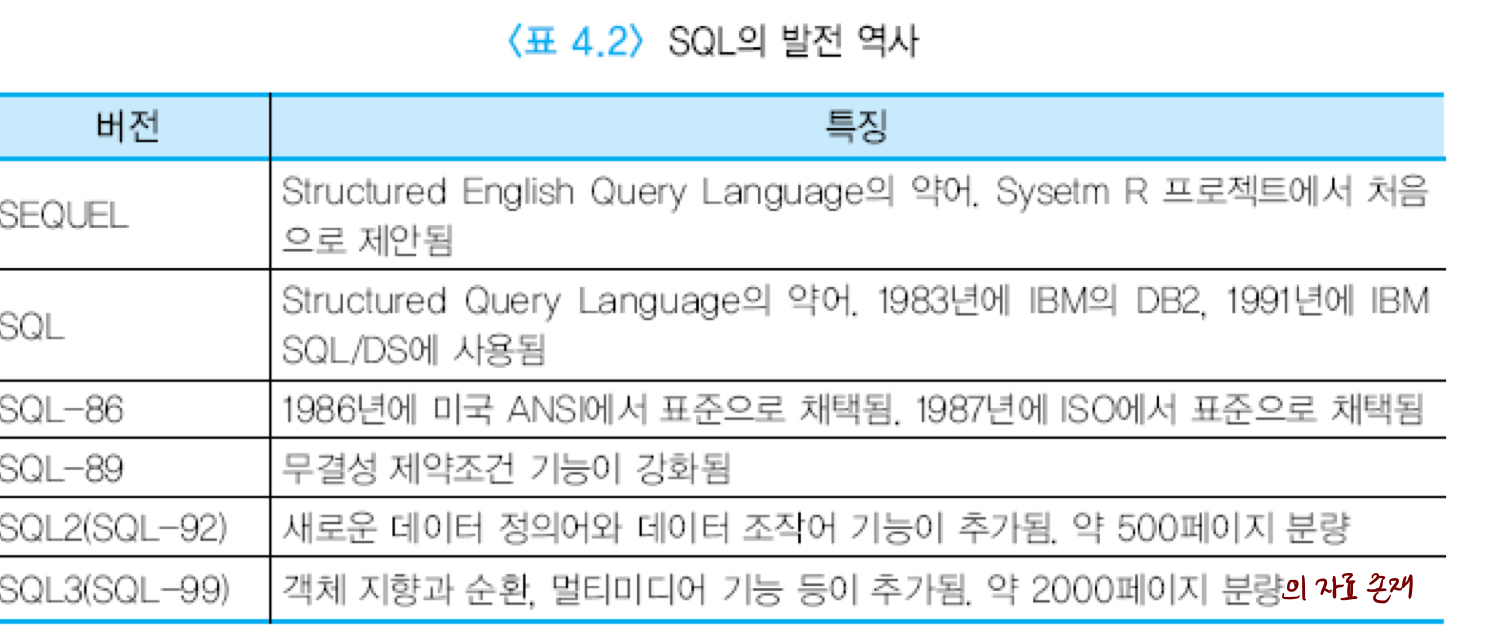 〈표 4.2〉 SQL의 발전 역사
버전 특징
SEQUEL Structured English Query Language의 약어. Sysetm R 프로젝트에서 처음
으로 제안됨
SQL Structured Query Language의 약어. 1983년에 IBM의 DB2, 1991년에 IBM
SQL/DS에 사용됨
SQL-86 1986년에 미국 ANSI에서 표준으로 채택됨. 1987년에 ISO에서 표준으로 채택됨
SQL-89 무결성 제약조건 기능이 강화됨
SQL2(SQL-92) 새로운 데이터 정의어와 데이터 조작어 기능이 추가됨. 약 500페이지 분량
SQL3(SQL-99) 객체 지향과 순환, 멀티미디어 기능 등이 추가됨. 약 2000페이지 분량의 자료 존재